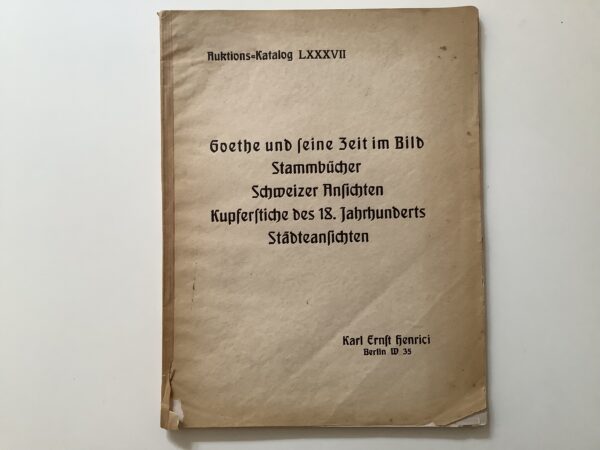 Auktions=Katalog LXXXVII
Goethe und ſeine Zeit im Bild
Stammbücher
Schweizer Anſichten
Kupferſtiche des 18. Jahrhunderts
Städteanſichten
Karl Ernſt Henrici
Berlin W 35